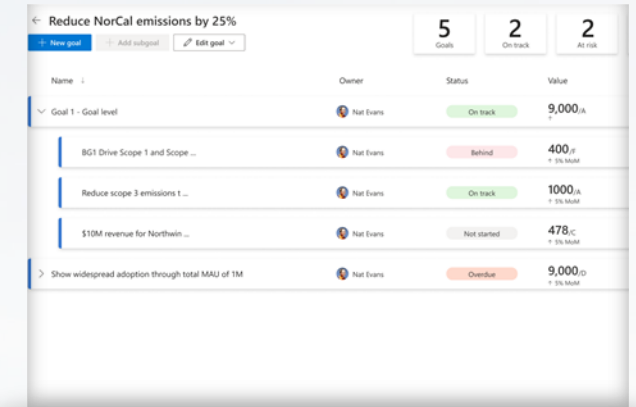 ← Reduce NorCal emissions by 25%
+ New goal + Add subgoal Edit goal
5 2 2
Goals On track At risk
Name ↓ Owner Status Value
Goal 1 - Goal level Nat Evans On track 9,000/A
↑
BG1 Drive Scope 1 and Scope ... Nat Evans Behind 400/F
↑ 5% MoM
Reduce scope 3 emissions t ... Nat Evans On track 1000/A
↑ 5% MoM
$10M revenue for Northwin ... Nat Evans Not started 478/C
↑ 5% MoM
Show widespread adoption through total MAU of 1M Nat Evans Overdue 9,000/D
↑ 5% MoM